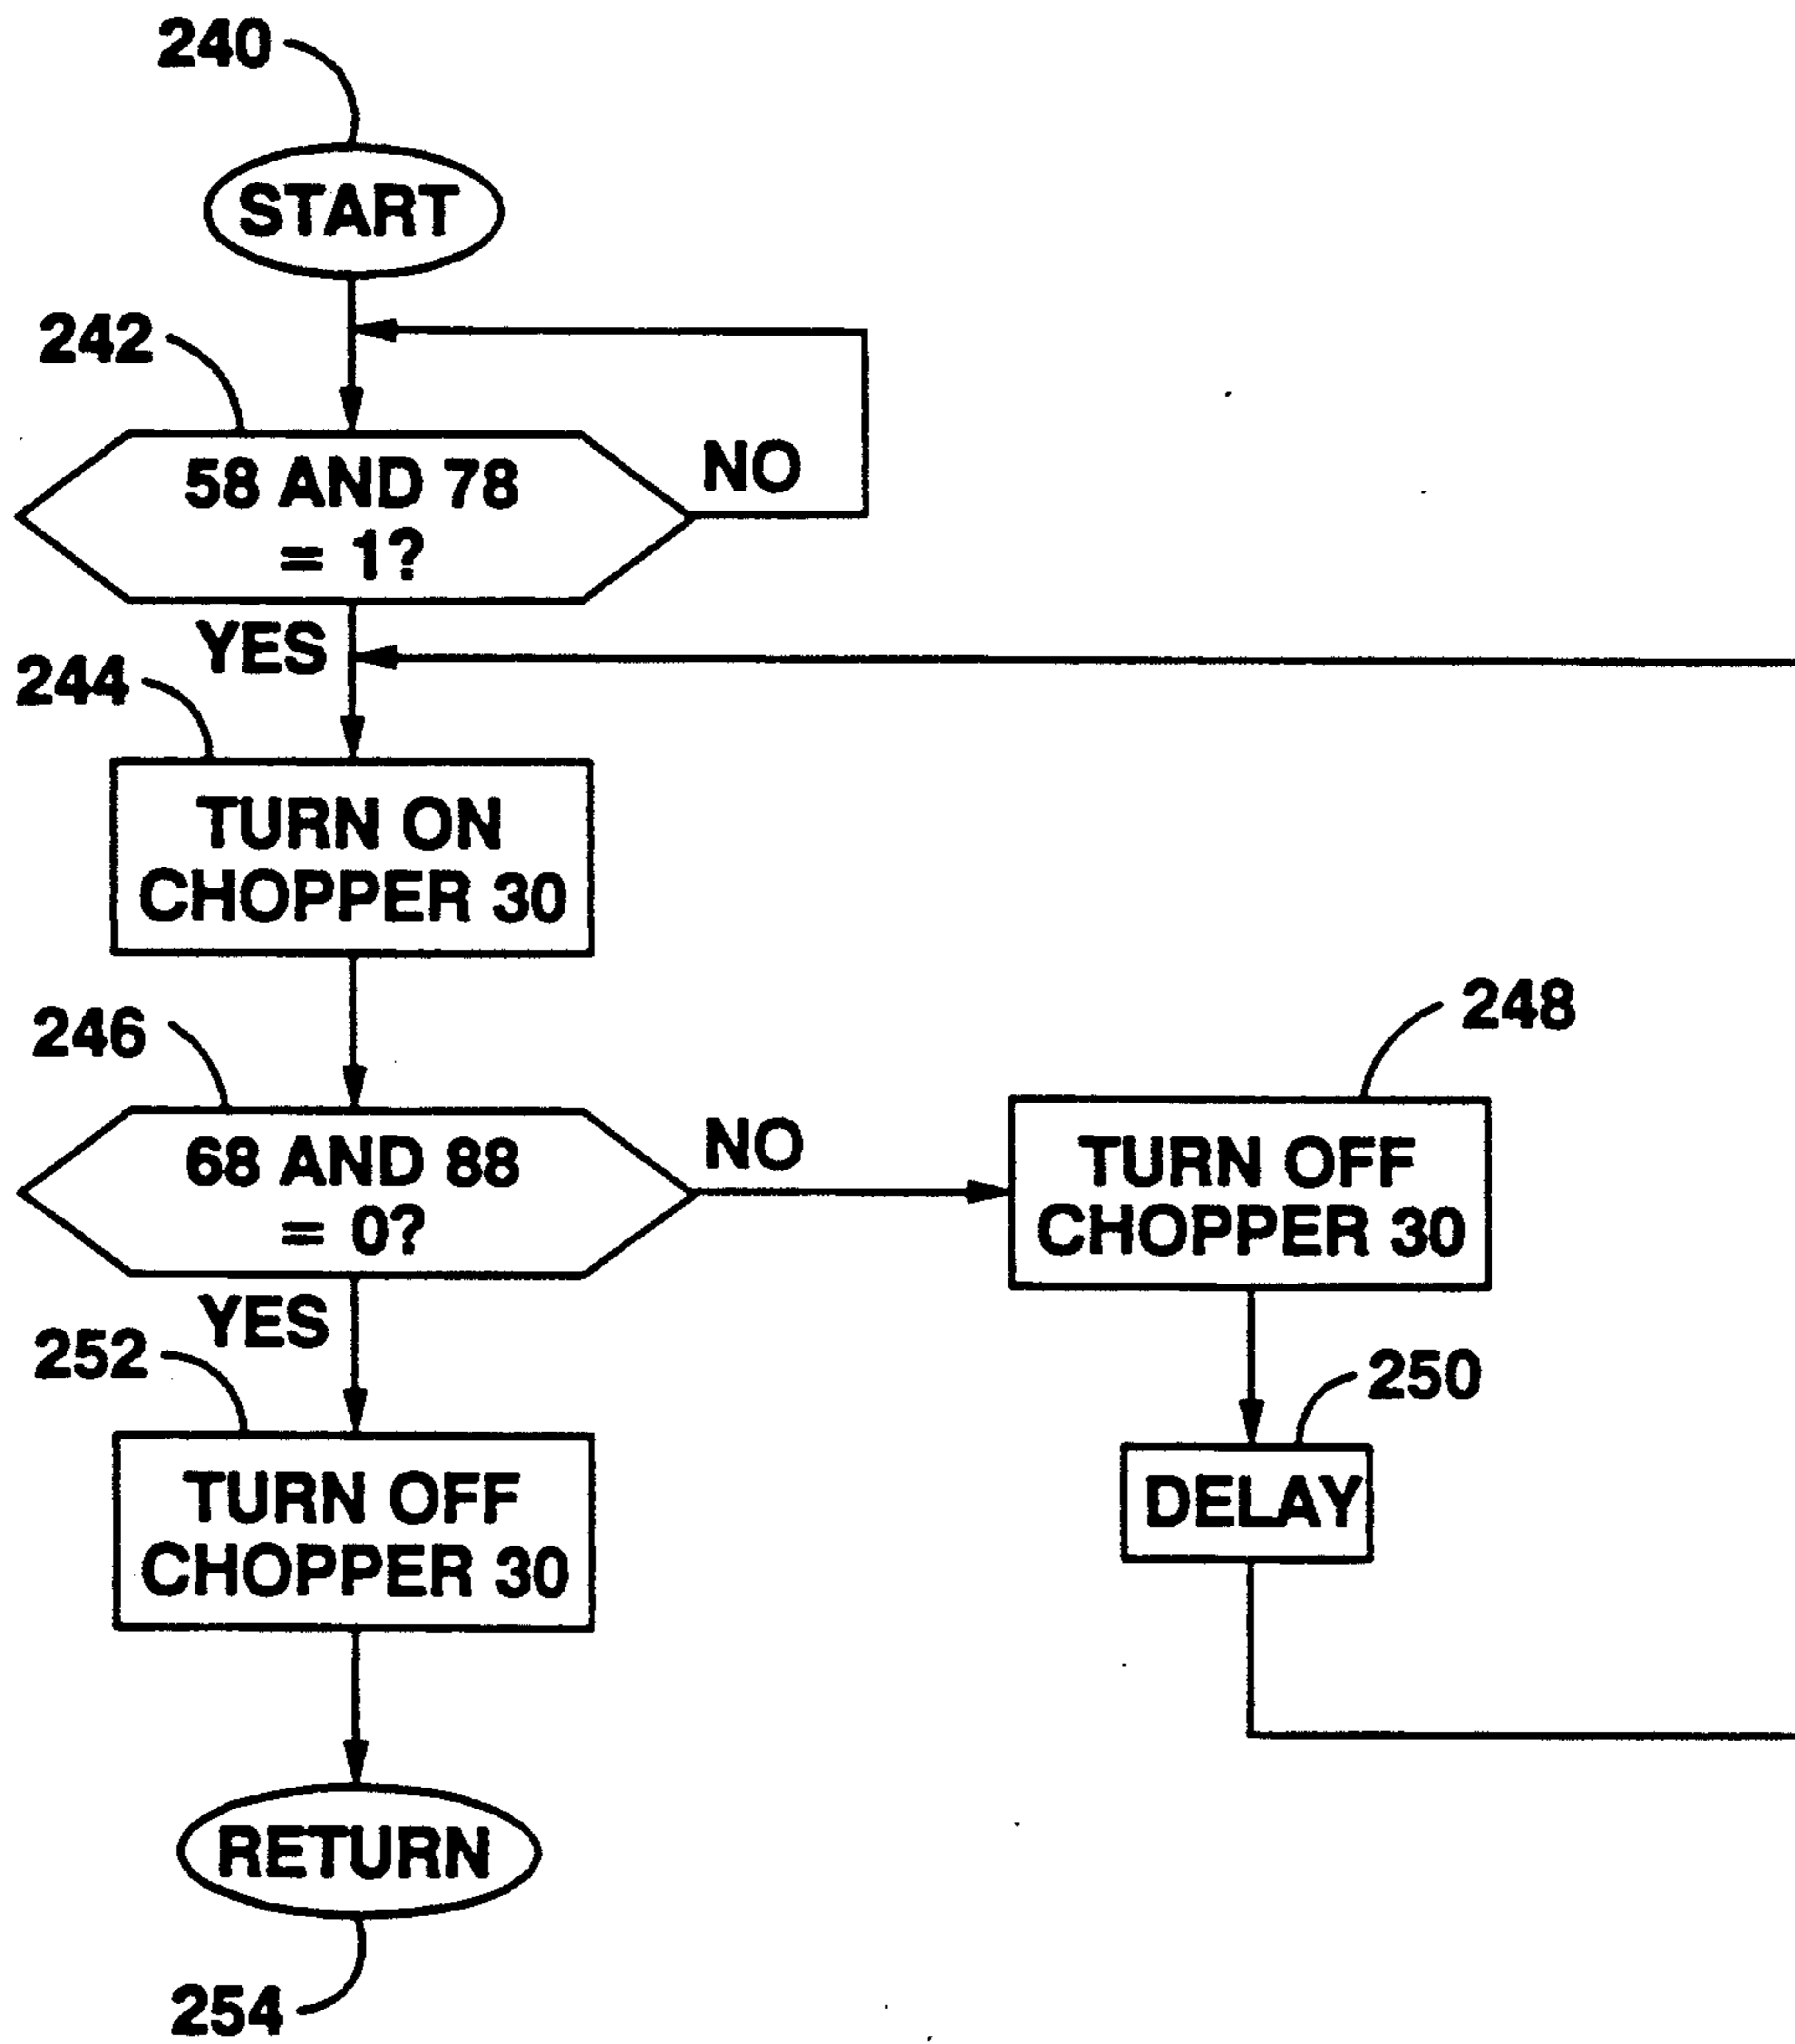 240
START
242
58 AND 78
= 1?
NO
YES
244
TURN ON
CHOPPER 30
246
68 AND 88
= 0?
NO
248
TURN OFF
CHOPPER 30
YES
252
250
DELAY
TURN OFF
CHOPPER 30
RETURN
254